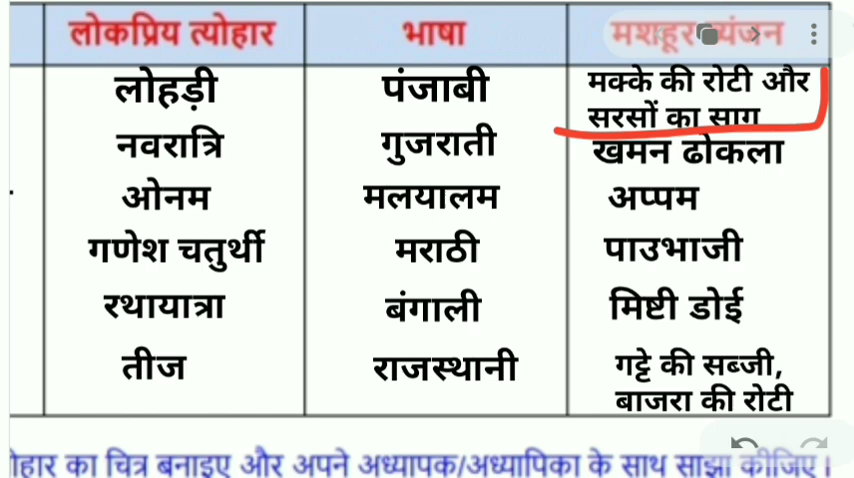 लोकप्रिय त्योहार भाषा मशहूर व्यंजन
लोहड़ी पंजाबी मक्के की रोटी और
सरसों का साग
नवरात्रि गुजराती खमन ढोकला
ओनम मलयालम अप्पम
गणेश चतुर्थी मराठी पाउभाजी
रथायात्रा बंगाली मिष्टी डोई
तीज राजस्थानी गट्टे की सब्जी,
बाजरा की रोटी
का चित्र बनाइए और अपने अध्यापक/अध्यापिका के साथ साझा कीजिए।